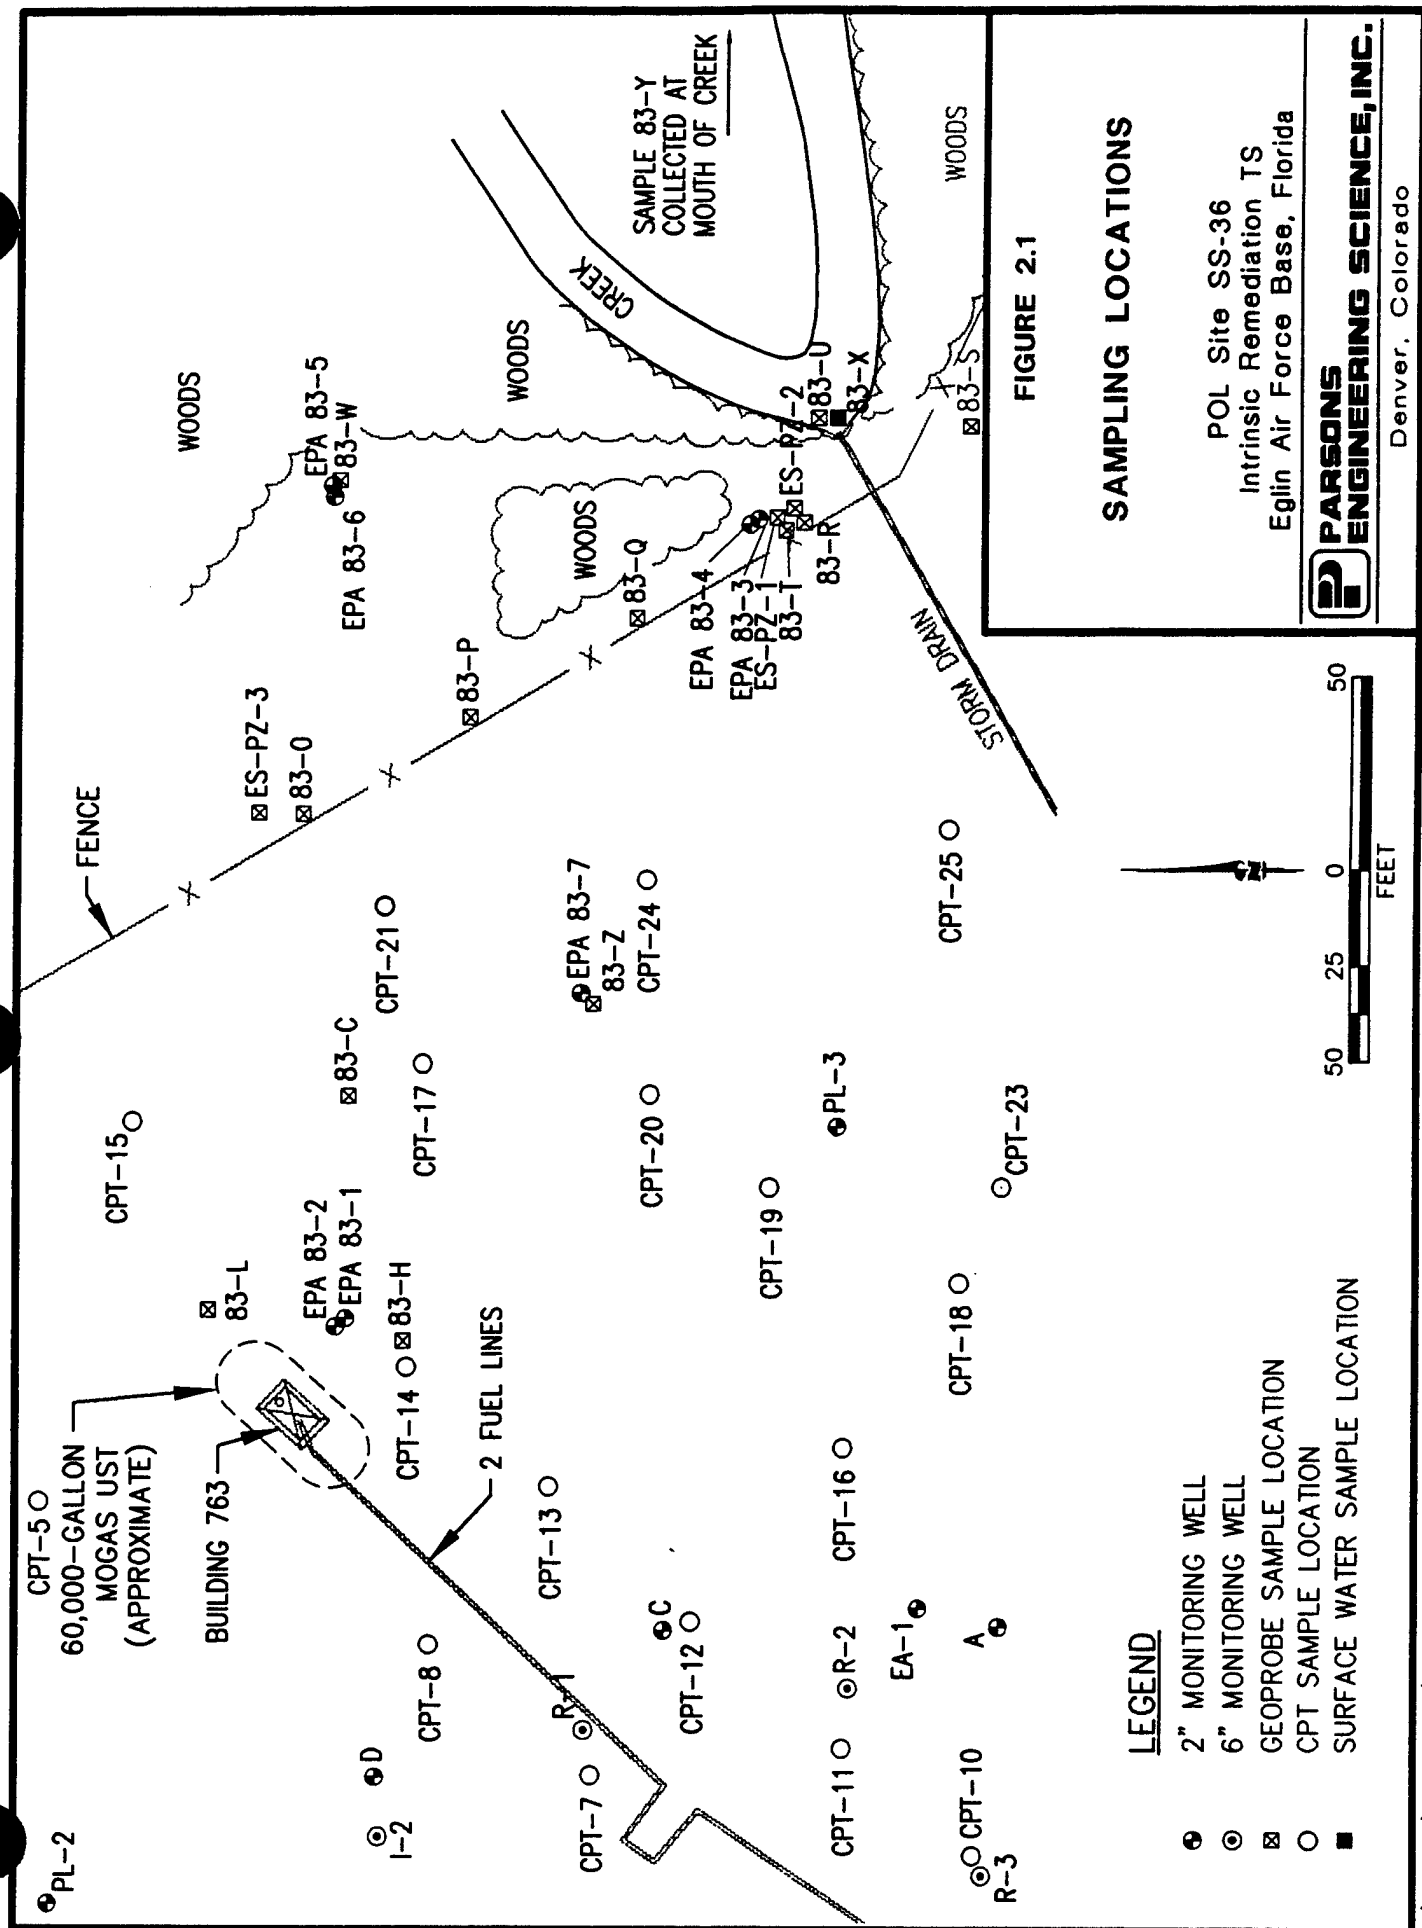 PL-2
I-2
D
CPT-5
60,000-GALLON
MOGAS UST
(APPROXIMATE)
BUILDING 763
CPT-8
R-1
CPT-7
2 FUEL LINES
CPT-13
CPT-14
83-H
83-L
EPA 83-2
EPA 83-1
CPT-15
83-C
CPT-17
CPT-21
FENCE
ES-PZ-3
83-O
83-P
EPA 83-5
83-W
EPA 83-6
WOODS
WOODS
WOODS
83-Q
EPA 83-7
83-Z
CPT-24
CPT-20
C
CPT-12
CPT-19
PL-3
CPT-16
R-2
CPT-11
EA-1
A
CPT-10
R-3
CPT-18
CPT-23
CPT-25
EPA 83-4
EPA 83-3
ES-PZ-1
83-T
83-R
ES-PZ-2
83-U
83-X
83-S
STORM DRAIN
CREEK
SAMPLE 83-Y
COLLECTED AT
MOUTH OF CREEK
WOODS
LEGEND
2" MONITORING WELL
6" MONITORING WELL
GEOPROBE SAMPLE LOCATION
CPT SAMPLE LOCATION
SURFACE WATER SAMPLE LOCATION
N
50 25 0 50
FEET
FIGURE 2.1
SAMPLING LOCATIONS
POL Site SS-36
Intrinsic Remediation TS
Eglin Air Force Base, Florida
PARSONS
ENGINEERING SCIENCE, INC.
Denver, Colorado